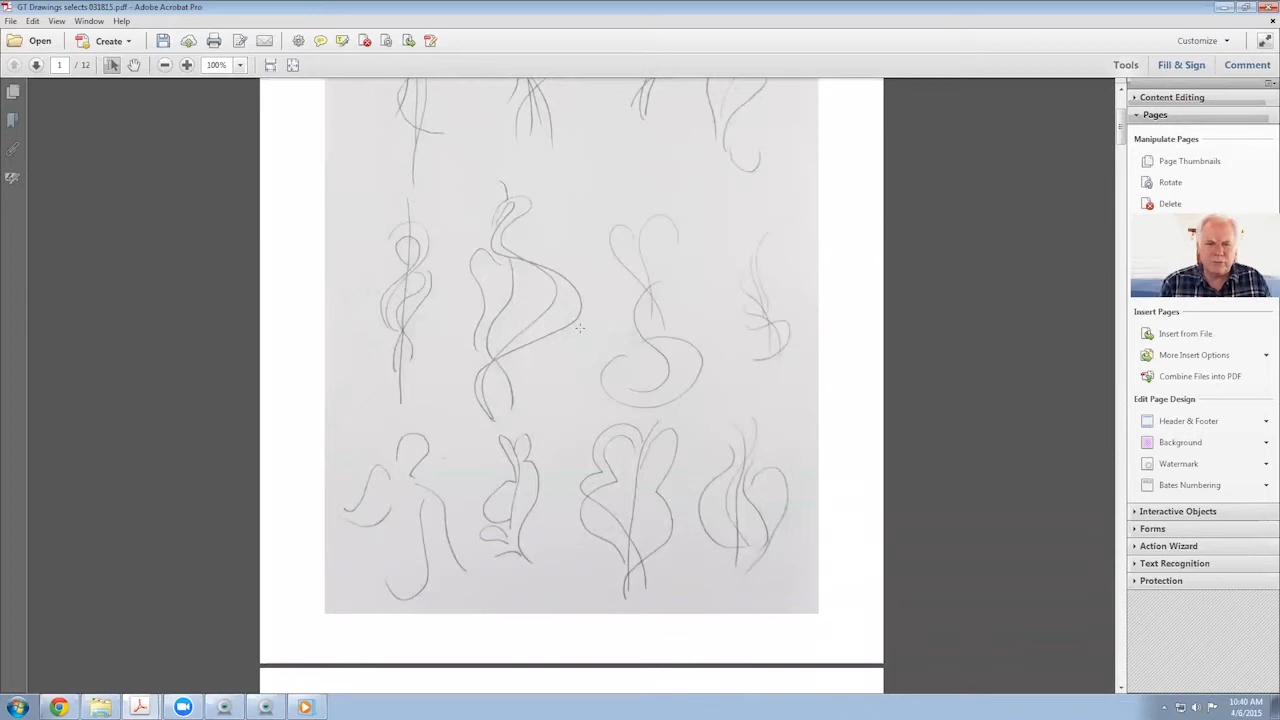 GT Drawings selects 031815.pdf - Adobe Acrobat Pro
File Edit View Window Help
Open Create Customize
1 / 12 100% Tools Fill & Sign Comment
Content Editing
Pages
Manipulate Pages
Page Thumbnails
Rotate
Delete
Insert Pages
Insert from File
More Insert Options
Combine Files into PDF
Edit Page Design
Header & Footer
Background
Watermark
Bates Numbering
Interactive Objects
Forms
Action Wizard
Text Recognition
Protection
10:40 AM
4/6/2015